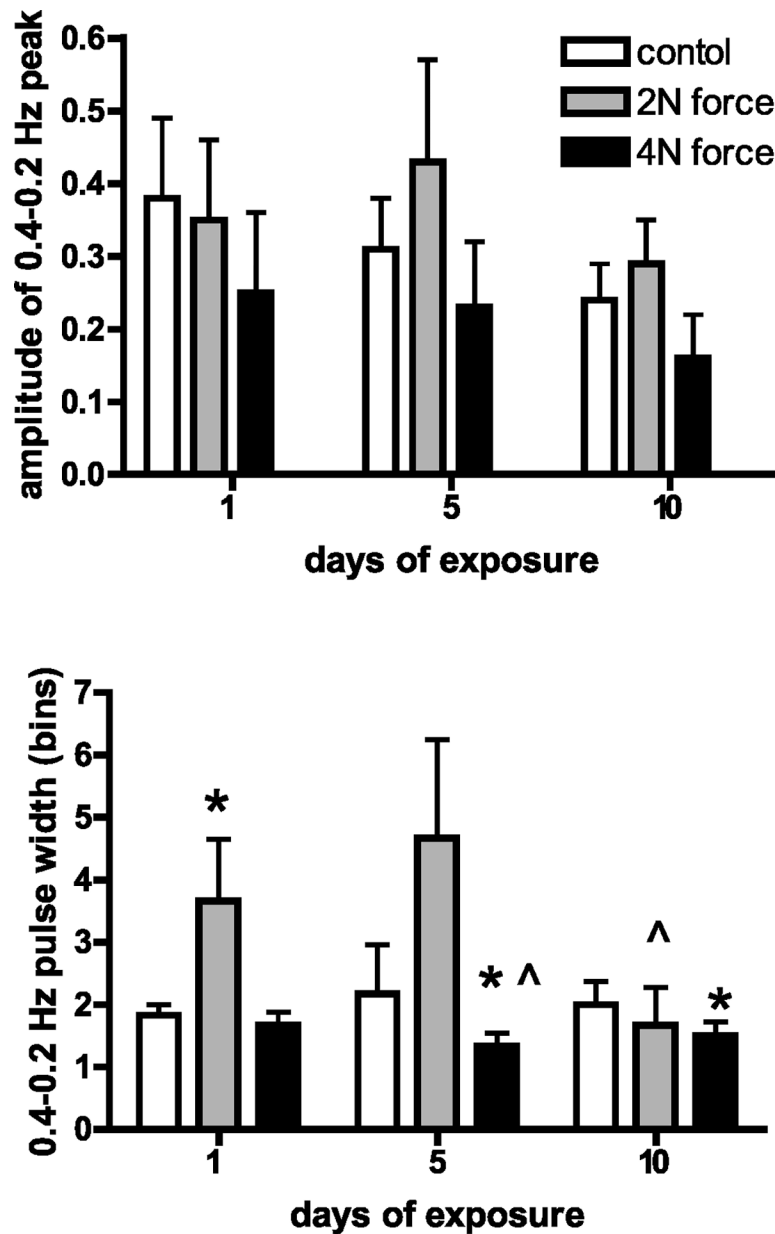 amplitude of 0.4-0.2 Hz peak
0.6
0.5
0.4
0.3
0.2
0.1
0.0
contol
2N force
4N force
1 5 10
days of exposure
0.4-0.2 Hz pulse width (bins)
7
6
5
4
3
2
1
0
*
* ^
^
*
1 5 10
days of exposure